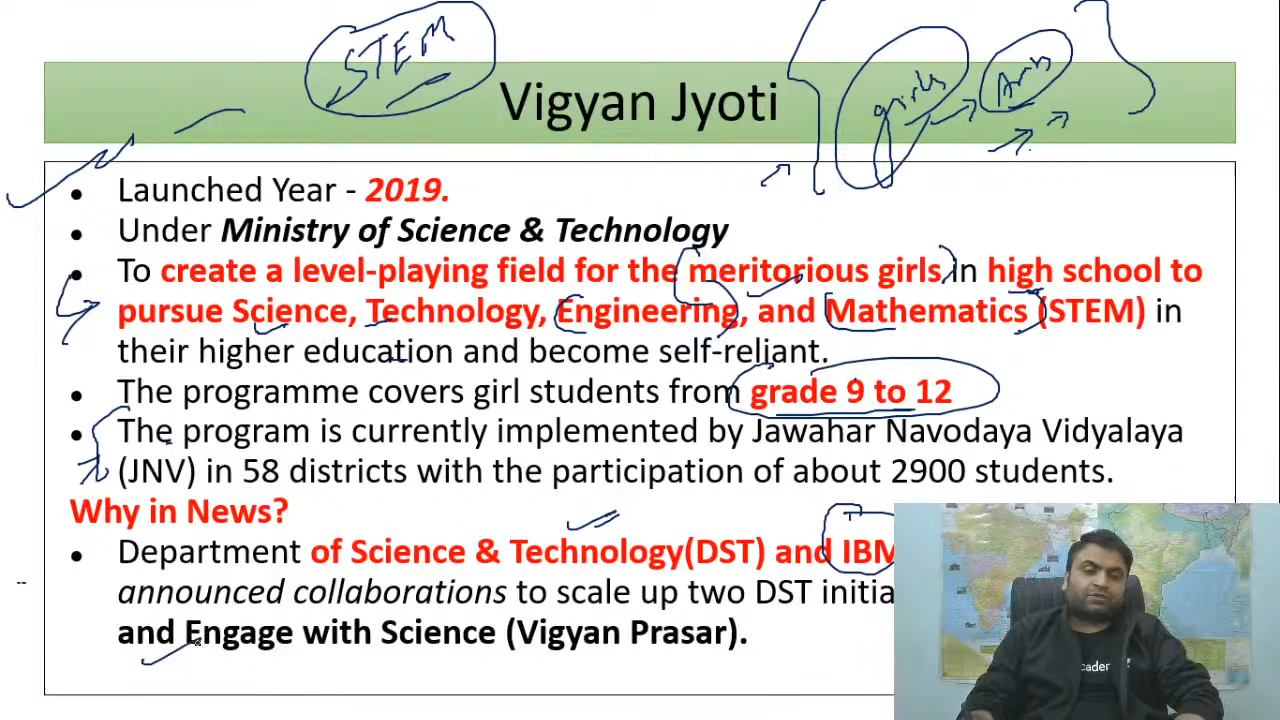 STEM
girls → Arts
Vigyan Jyoti
• Launched Year - 2019.
• Under Ministry of Science & Technology
• To create a level-playing field for the meritorious girls in high school to
pursue Science, Technology, Engineering, and Mathematics (STEM) in
their higher education and become self-reliant.
• The programme covers girl students from grade 9 to 12
• The program is currently implemented by Jawahar Navodaya Vidyalaya
(JNV) in 58 districts with the participation of about 2900 students.
Why in News?
• Department of Science & Technology(DST) and IBM
announced collaborations to scale up two DST initia
and Engage with Science (Vigyan Prasar).
cader